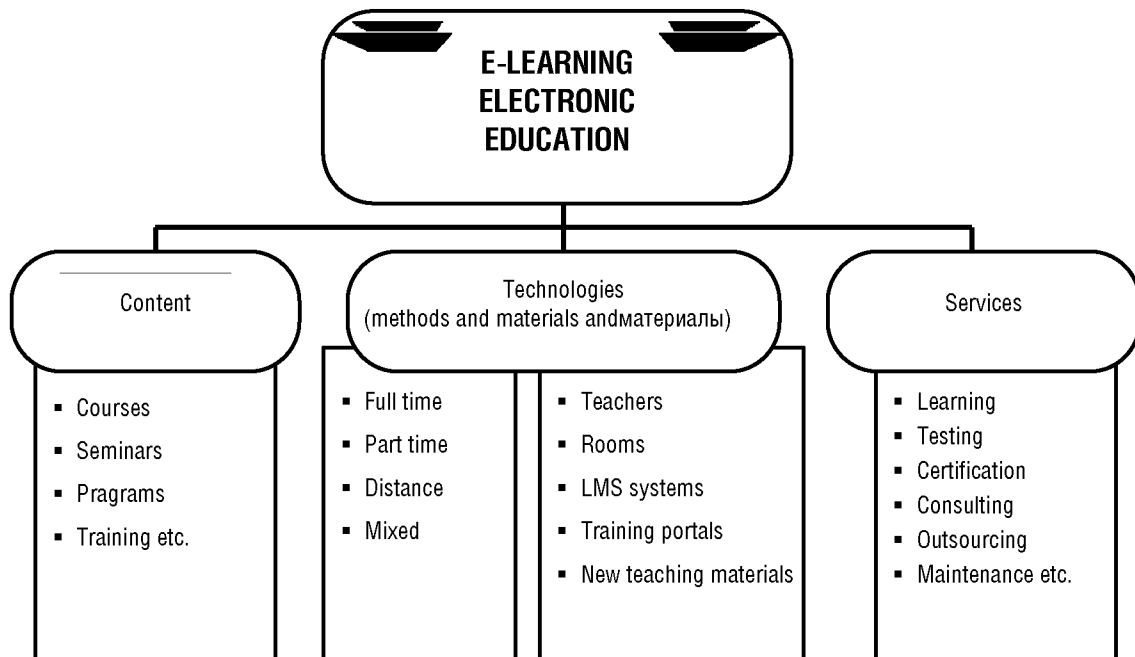 E-LEARNING
ELECTRONIC
EDUCATION
Content
Technologies
(methods and materials andматериалы)
Services
▪ Courses
▪ Seminars
▪ Pragrams
▪ Training etc.
▪ Full time
▪ Part time
▪ Distance
▪ Mixed
▪ Teachers
▪ Rooms
▪ LMS systems
▪ Training portals
▪ New teaching materials
▪ Learning
▪ Testing
▪ Certification
▪ Consulting
▪ Outsourcing
▪ Maintenance etc.